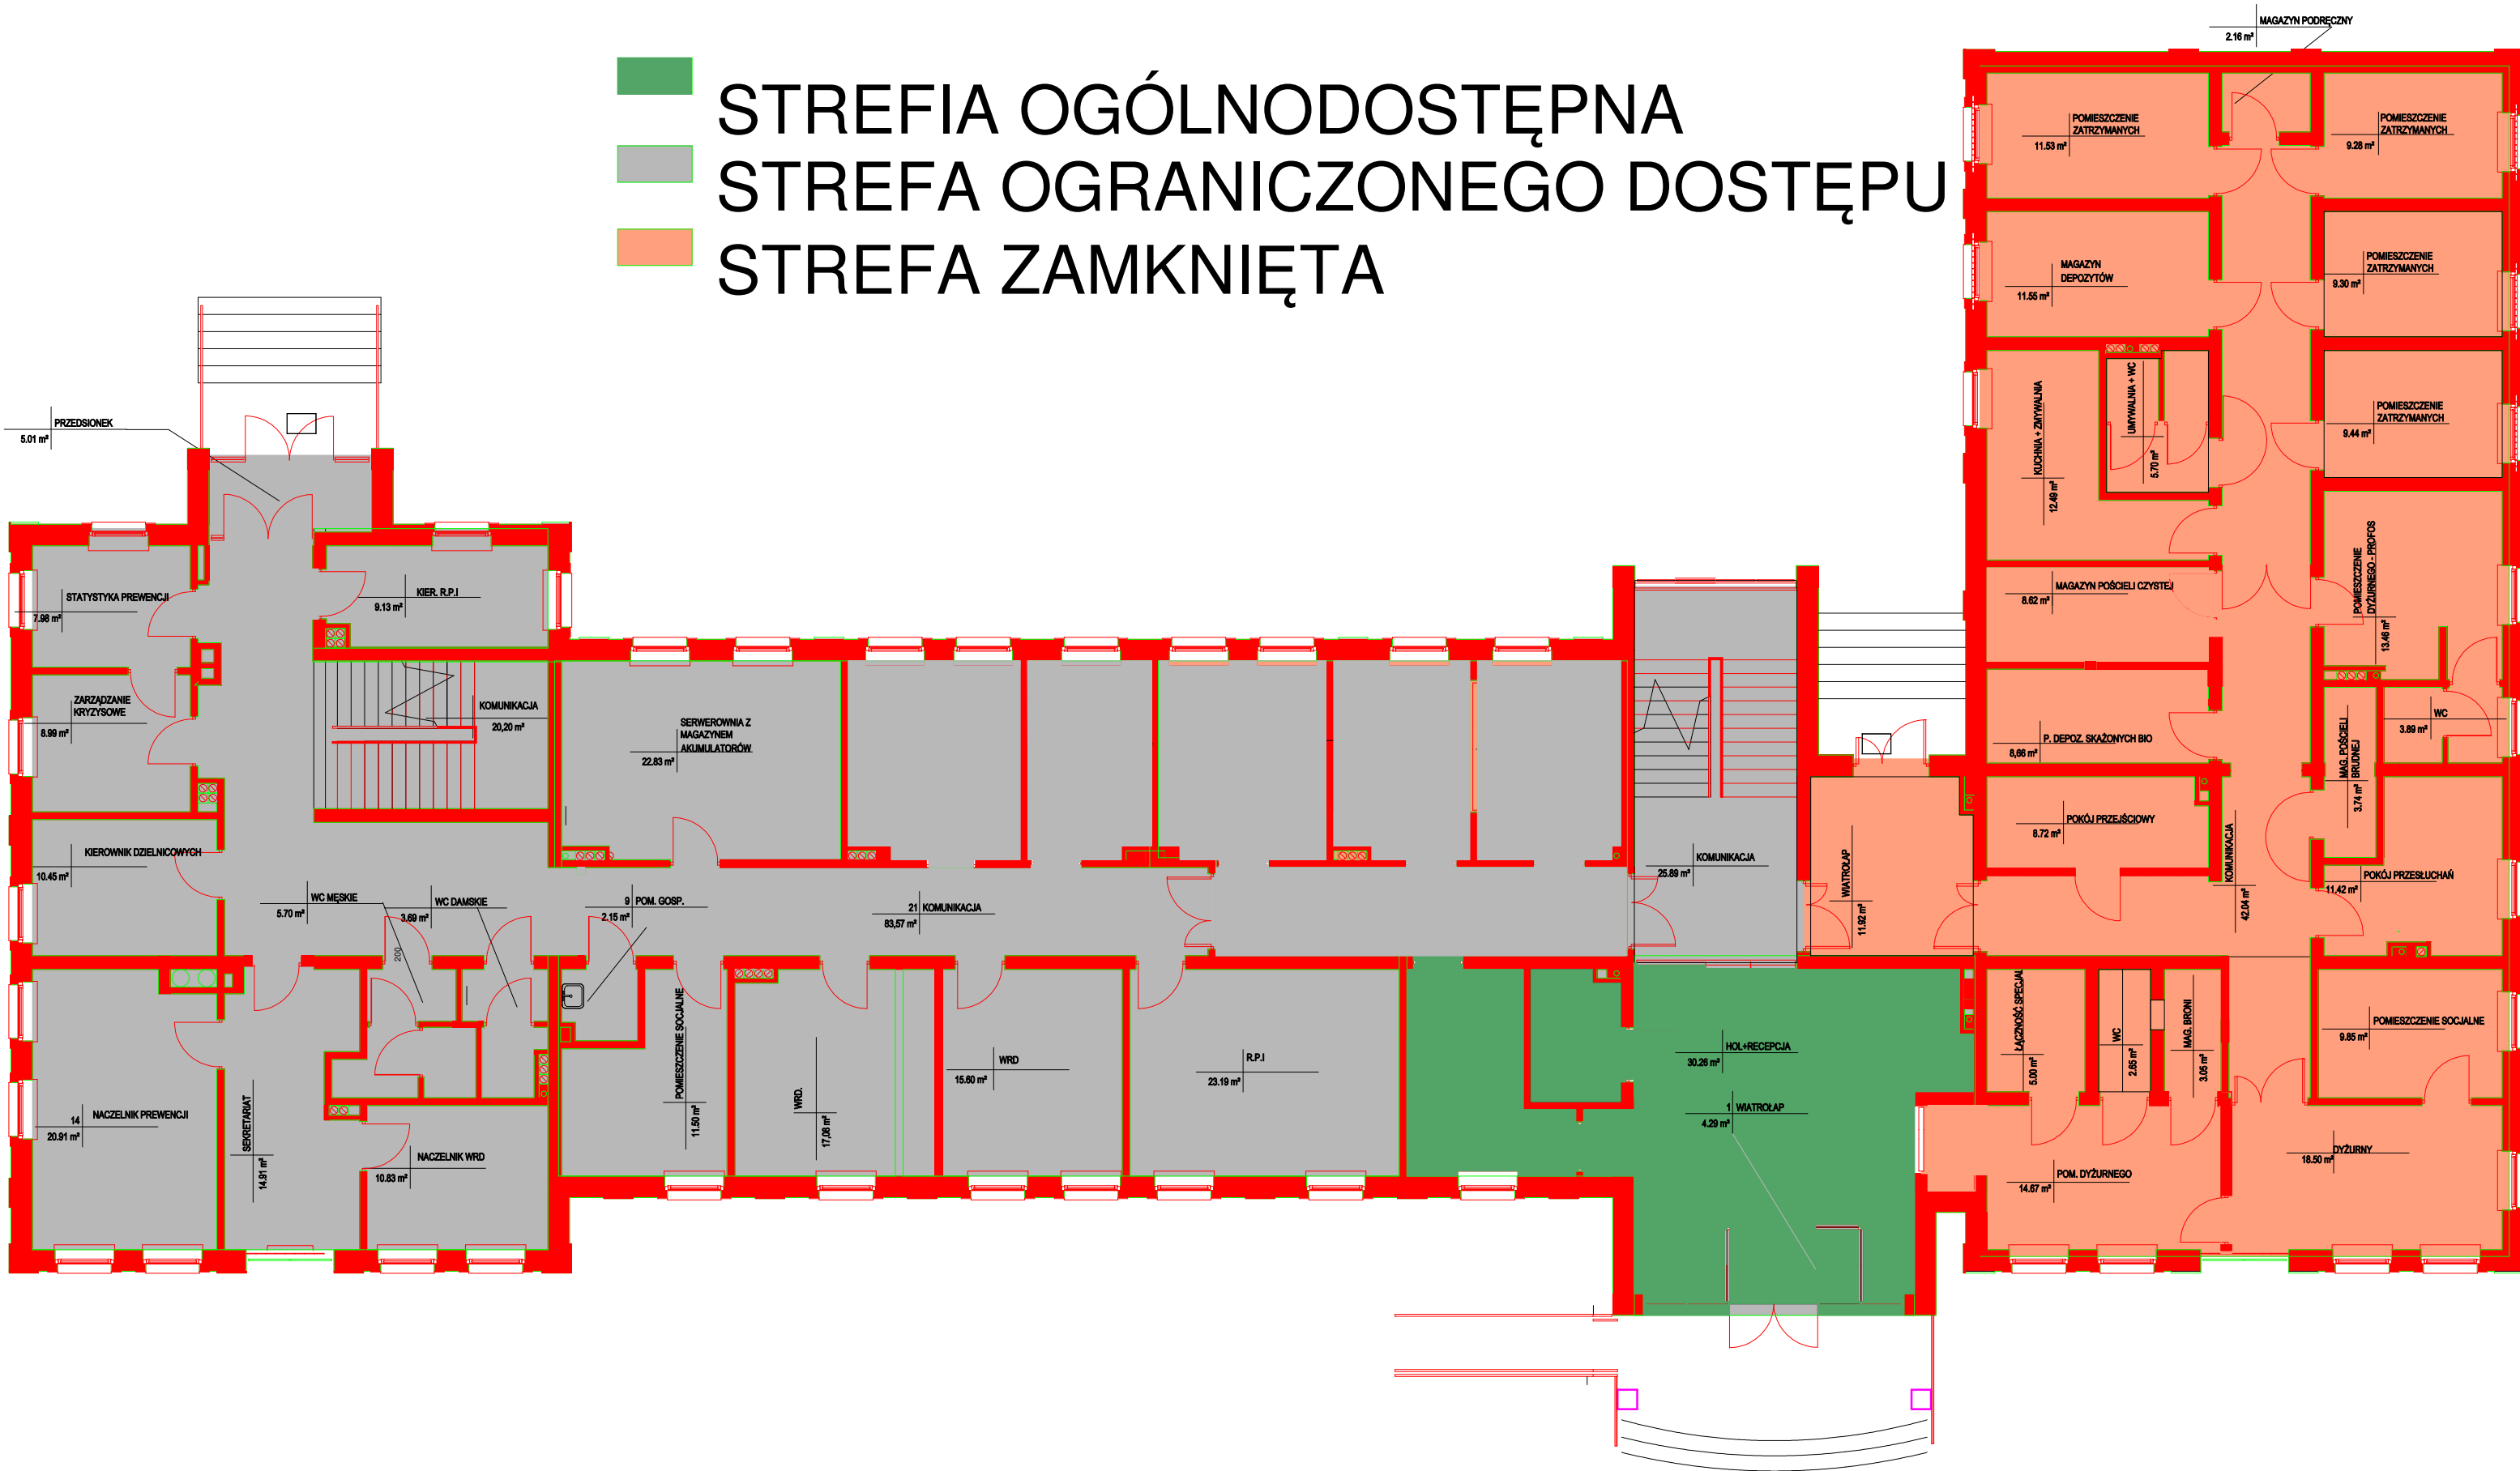 MAGAZYN PODRĘCZNY
2.16 m²
STREFIA OGÓLNODOSTĘPNA
STREFA OGRANICZONEGO DOSTĘPU
STREFA ZAMKNIĘTA
POMIESZCZENIE
ZATRZYMANYCH
11.53 m²
POMIESZCZENIE
ZATRZYMANYCH
9.28 m²
MAGAZYN
DEPOZYTÓW
11.55 m²
POMIESZCZENIE
ZATRZYMANYCH
9.30 m²
KUCHNIA + ZMYWALNIA
12.49 m²
UMYWALNIA + WC
5.70 m²
POMIESZCZENIE
ZATRZYMANYCH
9.44 m²
POMIESZCZENIE
DYŻURNEGO - PROFOS
13.46 m²
MAGAZYN POŚCIELI CZYSTEJ
8.62 m²
P. DEPOZ. SKAŻONYCH BIO
8,66 m²
MAG. POŚCIELI
BRUDNEJ
3.74 m²
WC
3.89 m²
POKÓJ PRZEJŚCIOWY
8.72 m²
KOMUNIKACJA
42.04 m²
POKÓJ PRZESŁUCHAŃ
11,42 m²
PRZEDSIONEK
5.01 m²
STATYSTYKA PREWENCJI
7.98 m²
KIER. R.P.I
9.13 m²
ZARZĄDZANIE
KRYZYSOWE
8.99 m²
KOMUNIKACJA
20,20 m²
SERWEROWNIA Z
MAGAZYNEM
AKUMULATORÓW
22.83 m²
KOMUNIKACJA
25.89 m²
WIATROŁAP
11.92 m²
KIEROWNIK DZIELNICOWYCH
10.45 m²
WC MĘSKIE
5.70 m²
WC DAMSKIE
3.69 m²
200
9 POM. GOSP.
2.15 m²
21 KOMUNIKACJA
83,57 m²
14 NACZELNIK PREWENCJI
20.91 m²
SEKRETARIAT
14.91 m²
NACZELNIK WRD
10.83 m²
POMIESZCZENIE SOCJALNE
11.50 m²
WRD.
17,08 m²
WRD
15.60 m²
R.P.I
23.19 m²
HOL+RECEPCJA
30.26 m²
1 WIATROŁAP
4.29 m²
ŁĄCZNOŚĆ SPECJAL
5.00 m²
WC
2.65 m²
MAG. BRONI
3.05 m²
POMIESZCZENIE SOCJALNE
9.85 m²
POM. DYŻURNEGO
14.67 m²
DYŻURNY
18.50 m²